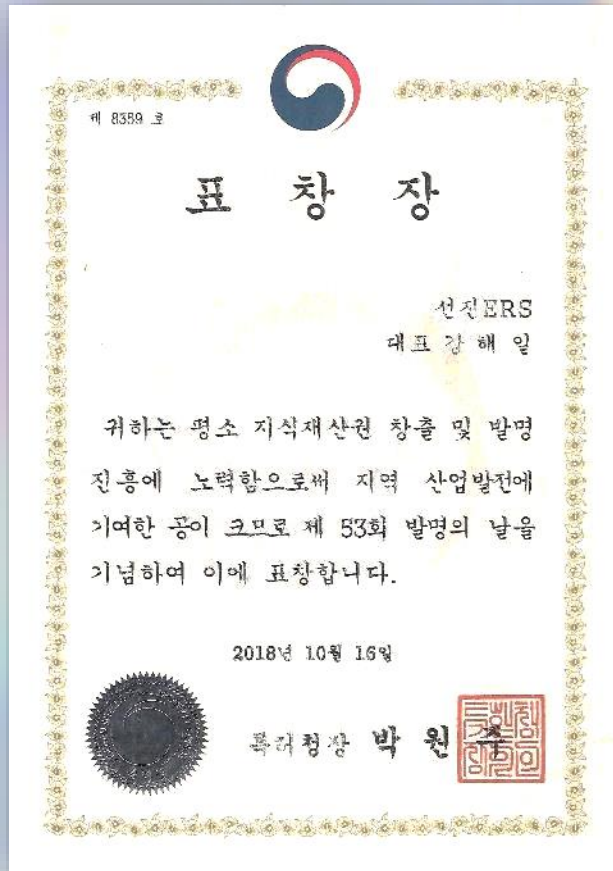 제 8359 호
표 창 장
선진ERS
대표 강 해 일
귀하는 평소 지식재산권 창출 및 발명
진흥에 노력함으로써 지역 산업발전에
기여한 공이 크므로 제 53회 발명의 날을
기념하여 이에 표창합니다.
2018년 10월 16일
특허청장 박 원 주